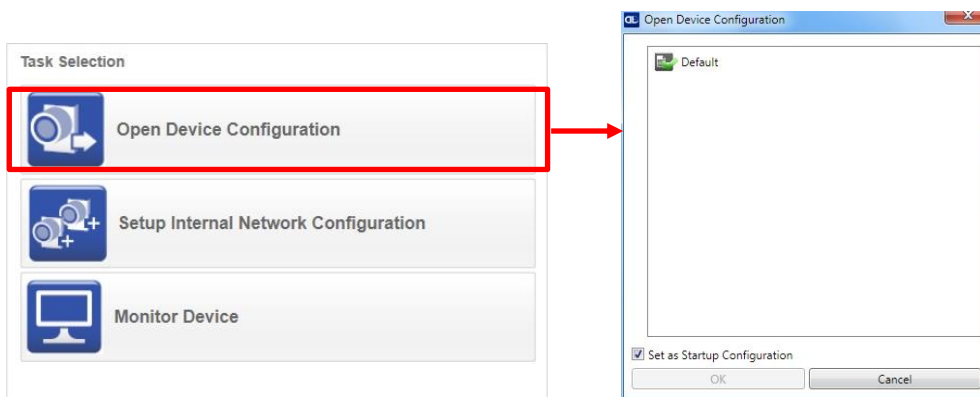 Task Selection
Open Device Configuration
Setup Internal Network Configuration
Monitor Device
DL Open Device Configuration
Default
Set as Startup Configuration
OK Cancel